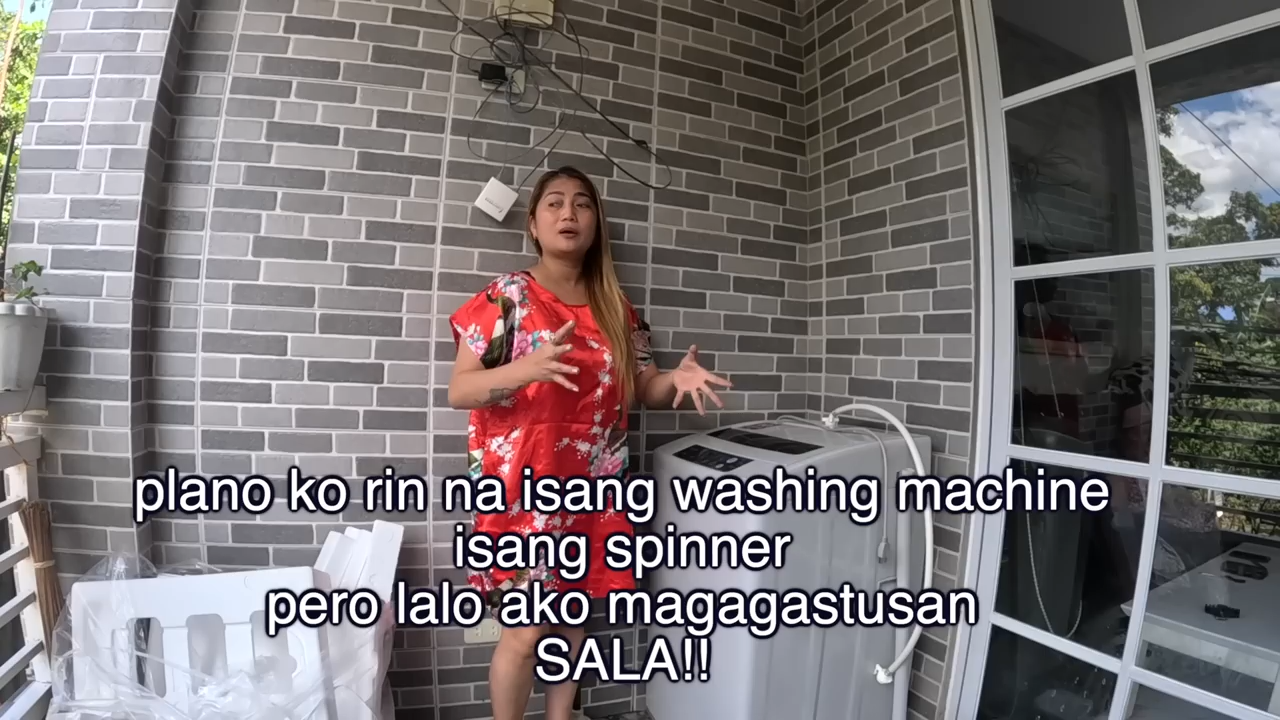 plano ko rin na isang washing machine
isang spinner
pero lalo ako magagastusan
SALA!!